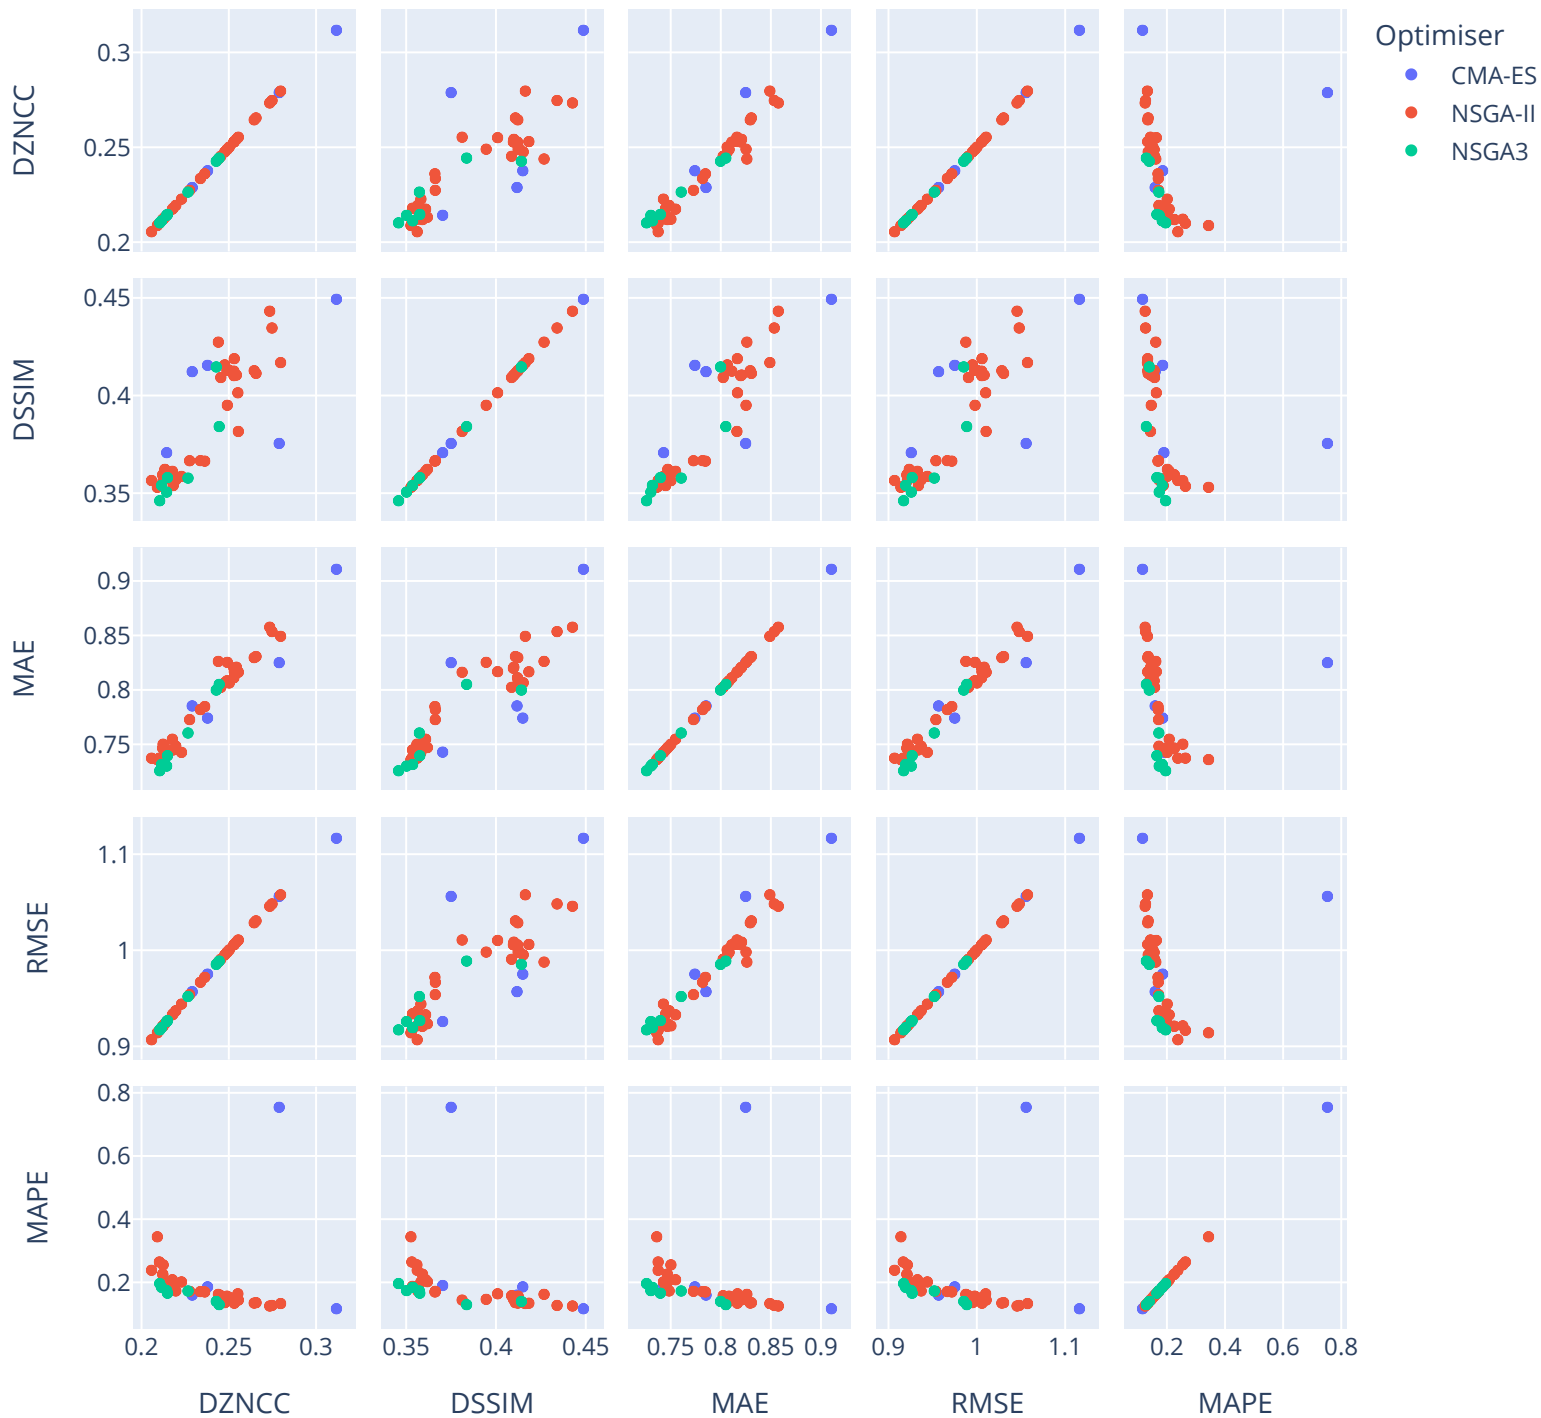 Optimiser
CMA-ES
NSGA-II
NSGA3
DZNCC
0.3
0.25
0.2
DSSIM
0.45
0.4
0.35
MAE
0.9
0.85
0.8
0.75
RMSE
1.1
1
0.9
MAPE
0.8
0.6
0.4
0.2
0.2 0.25 0.3 0.35 0.4 0.45 0.75 0.8 0.85 0.9 0.9 1 1.1 0.2 0.4 0.6 0.8
DZNCC DSSIM MAE RMSE MAPE